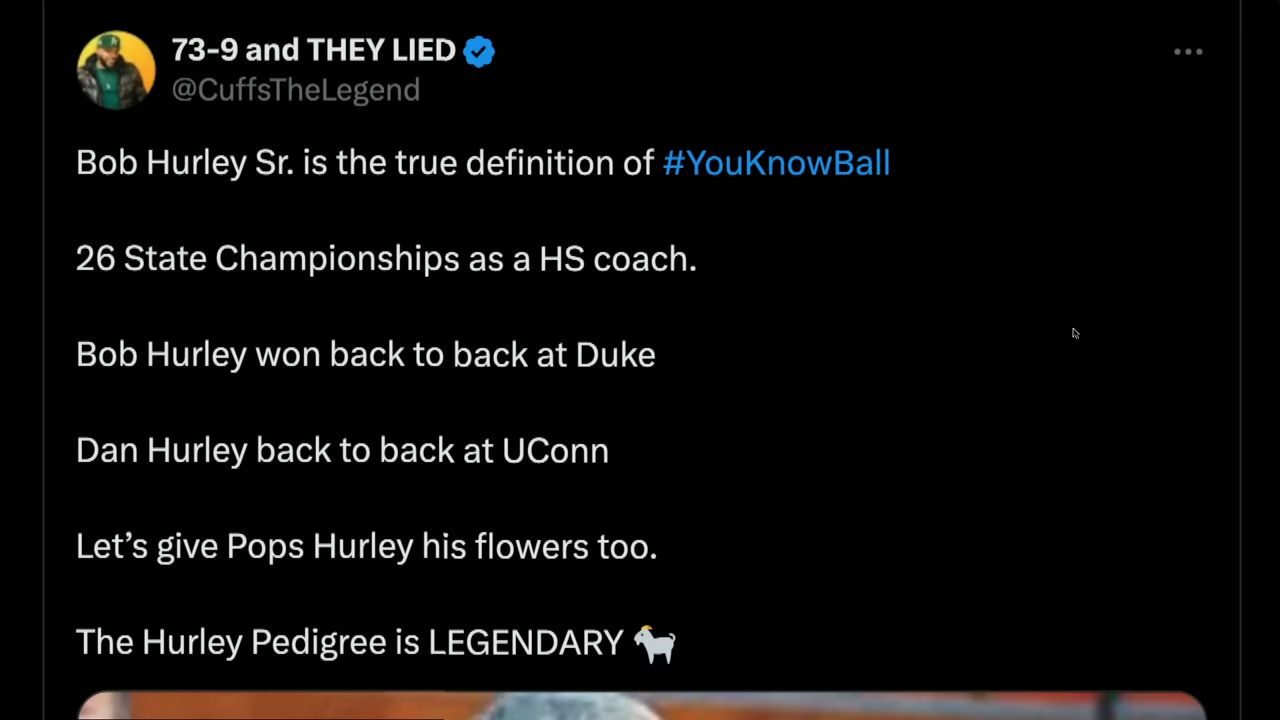 73-9 and THEY LIED
@CuffsTheLegend
Bob Hurley Sr. is the true definition of #YouKnowBall
26 State Championships as a HS coach.
Bob Hurley won back to back at Duke
Dan Hurley back to back at UConn
Let’s give Pops Hurley his flowers too.
The Hurley Pedigree is LEGENDARY 🐐